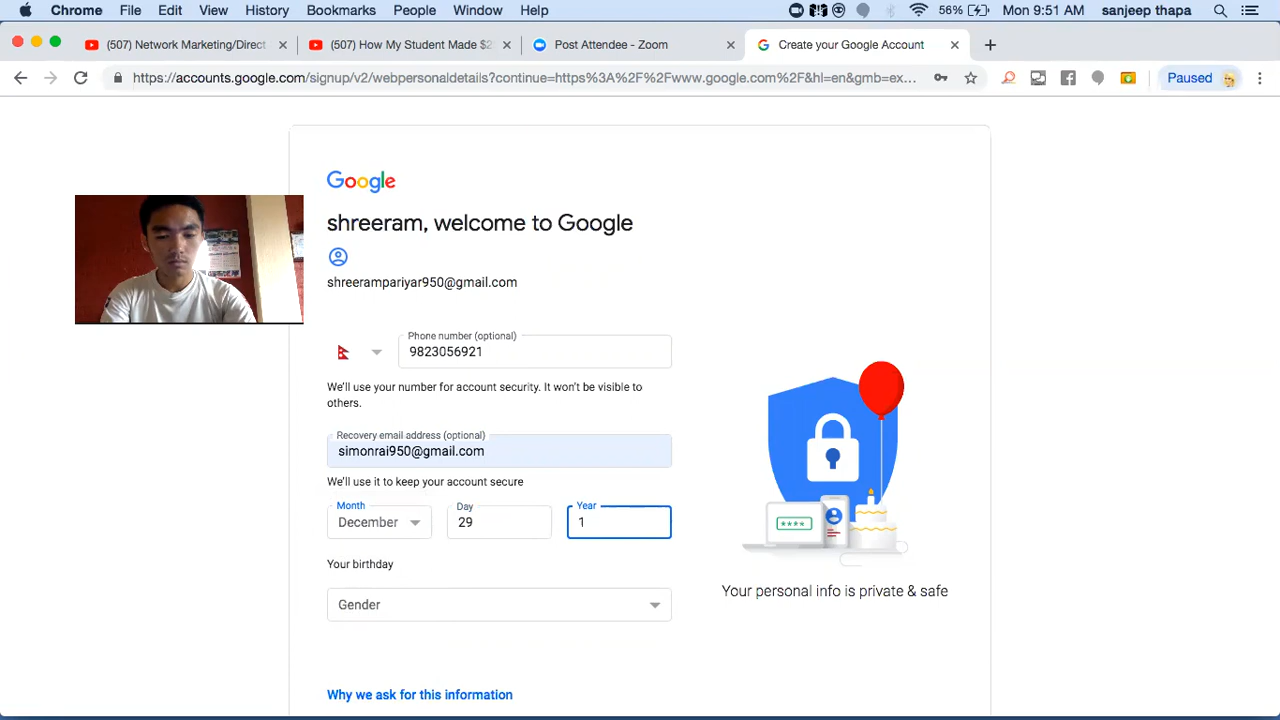 Chrome File Edit View History Bookmarks People Window Help 56% Mon 9:51 AM sanjeep thapa
(507) Network Marketing/Direct
(507) How My Student Made $2
Post Attendee - Zoom
Create your Google Account
https://accounts.google.com/signup/v2/webpersonaldetails?continue=https%3A%2F%2Fwww.google.com%2F&hl=en&gmb=ex... Paused
Google
shreeram, welcome to Google
shreerampariyar950@gmail.com
Phone number (optional)
9823056921
We'll use your number for account security. It won't be visible to
others.
Recovery email address (optional)
simonrai950@gmail.com
We'll use it to keep your account secure
Month Day Year
December 29 1
Your birthday
Gender
****
Your personal info is private & safe
Why we ask for this information